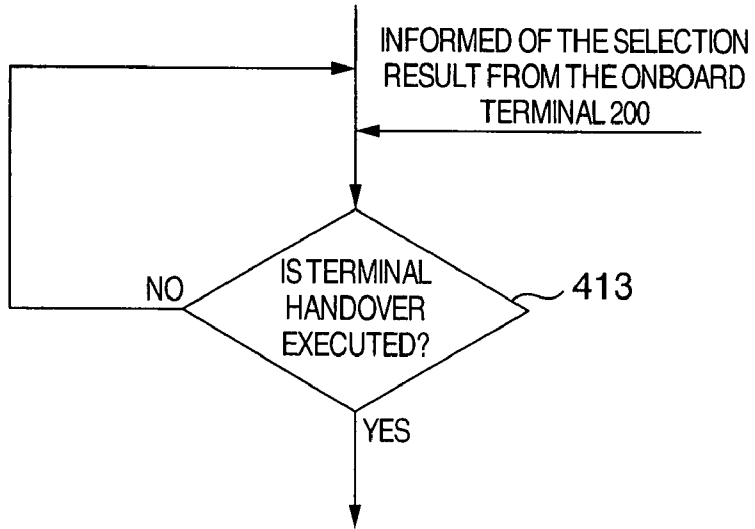 INFORMED OF THE SELECTION
RESULT FROM THE ONBOARD
TERMINAL 200
IS TERMINAL
HANDOVER
EXECUTED?
NO
413
YES